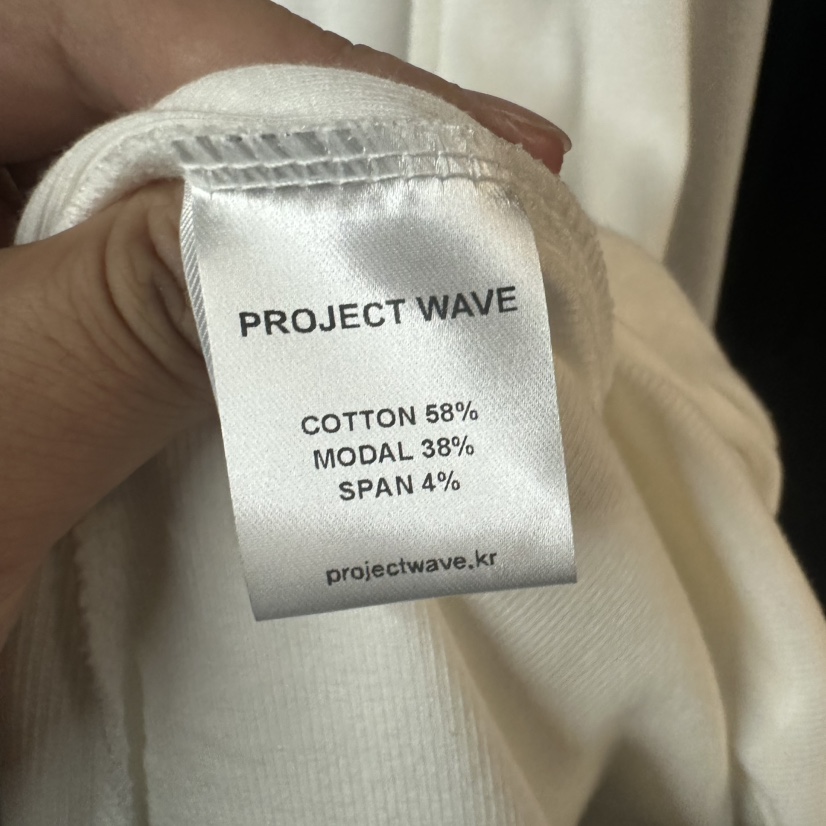 PROJECT WAVE
COTTON 58%
MODAL 38%
SPAN 4%
projectwave.kr